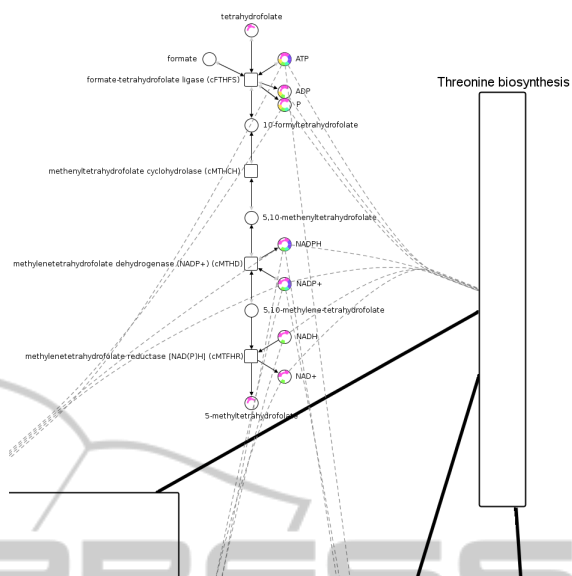 tetrahydrofolate
formate
ATP
formate-tetrahydrofolate ligase (cFTHFS)
ADP
P
10-formyltetrahydrofolate
methenyltetrahydrofolate cyclohydrolase (cMTHCH)
5,10-methenyltetrahydrofolate
NADPH
methylenetetrahydrofolate dehydrogenase (NADP+) (cMTHD)
NADP+
5,10-methylene-tetrahydrofolate
NADH
methylenetetrahydrofolate reductase [NAD(P)H] (cMTFHR)
NAD+
5-methyltetrahydrofolate
Threonine biosynthesis